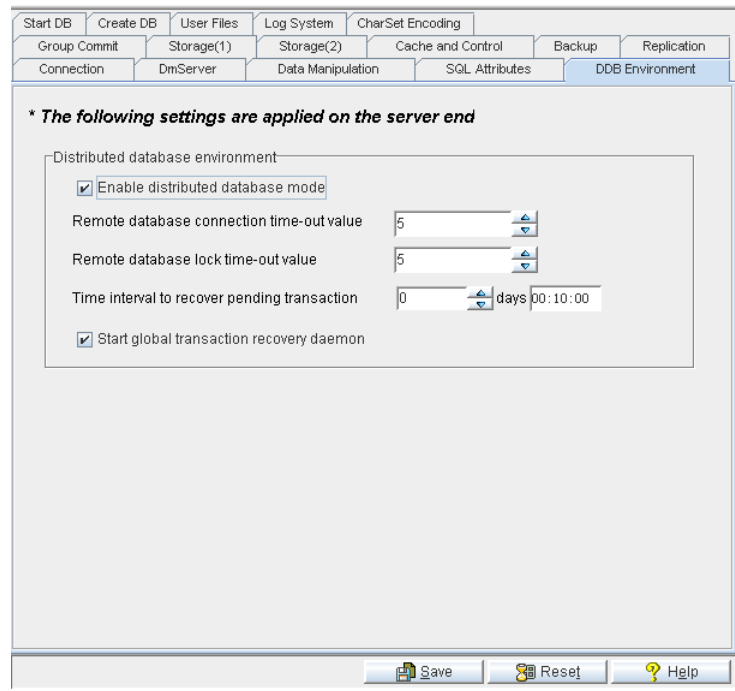 Start DB Create DB User Files Log System CharSet Encoding
Group Commit Storage(1) Storage(2) Cache and Control Backup Replication
Connection DmServer Data Manipulation SQL Attributes DDB Environment
* The following settings are applied on the server end
Distributed database environment
Enable distributed database mode
Remote database connection time-out value 5
Remote database lock time-out value 5
Time interval to recover pending transaction 0 days 00:10:00
Start global transaction recovery daemon
Save Reset Help